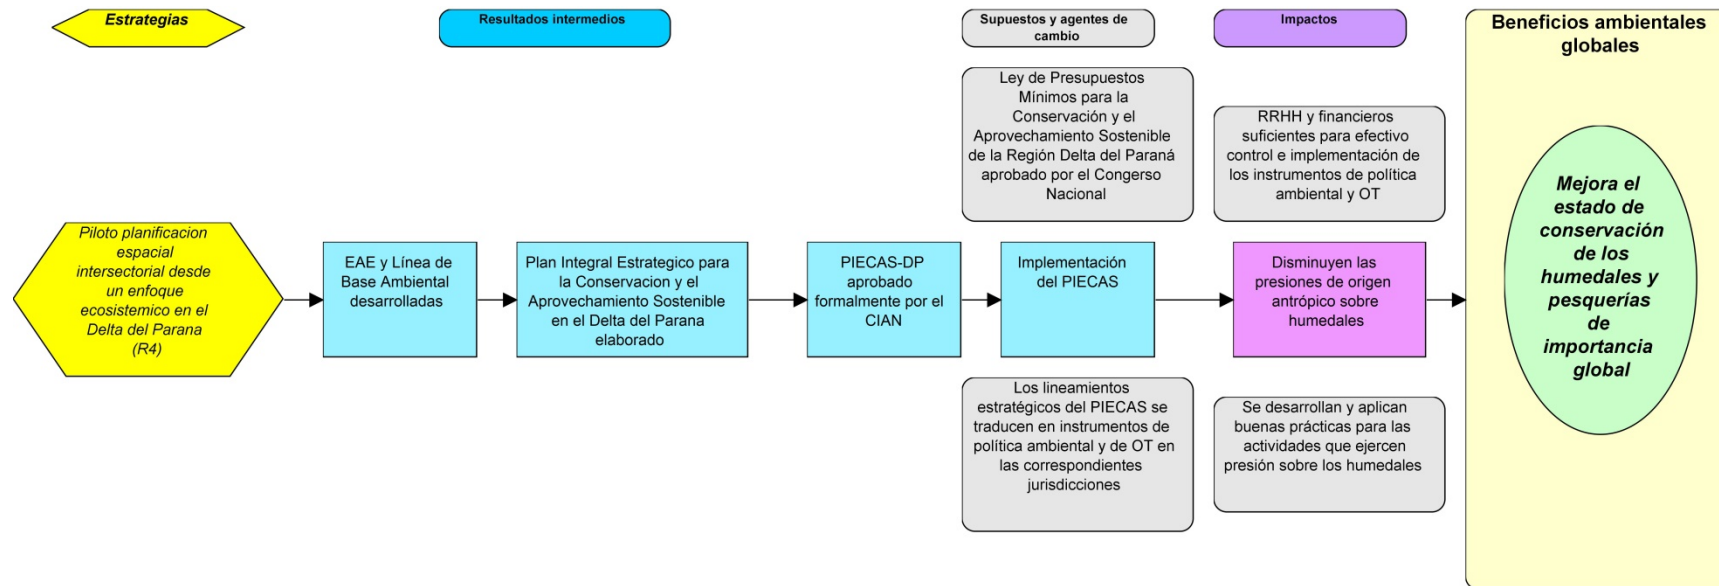 Estrategias
Resultados intermedios
Supuestos y agentes de
cambio
Impactos
Beneficios ambientales
globales
Ley de Presupuestos
Mínimos para la
Conservación y el
Aprovechamiento Sostenible
de la Región Delta del Paraná
aprobado por el Congerso
Nacional
RRHH y financieros
suficientes para efectivo
control e implementación de
los instrumentos de política
ambiental y OT
Piloto planificacion
espacial
intersectorial desde
un enfoque
ecosistemico en el
Delta del Parana
(R4)
EAE y Línea de
Base Ambiental
desarrolladas
Plan Integral Estrategico para
la Conservacion y el
Aprovechamiento Sostenible
en el Delta del Parana
elaborado
PIECAS-DP
aprobado
formalmente por el
CIAN
Implementación
del PIECAS
Disminuyen las
presiones de origen
antrópico sobre
humedales
Mejora el
estado de
conservación
de los
humedales y
pesquerías
de
importancia
global
Los lineamientos
estratégicos del PIECAS se
traducen en instrumentos de
política ambiental y de OT en
las correspondientes
jurisdicciones
Se desarrollan y aplican
buenas prácticas para las
actividades que ejercen
presión sobre los humedales